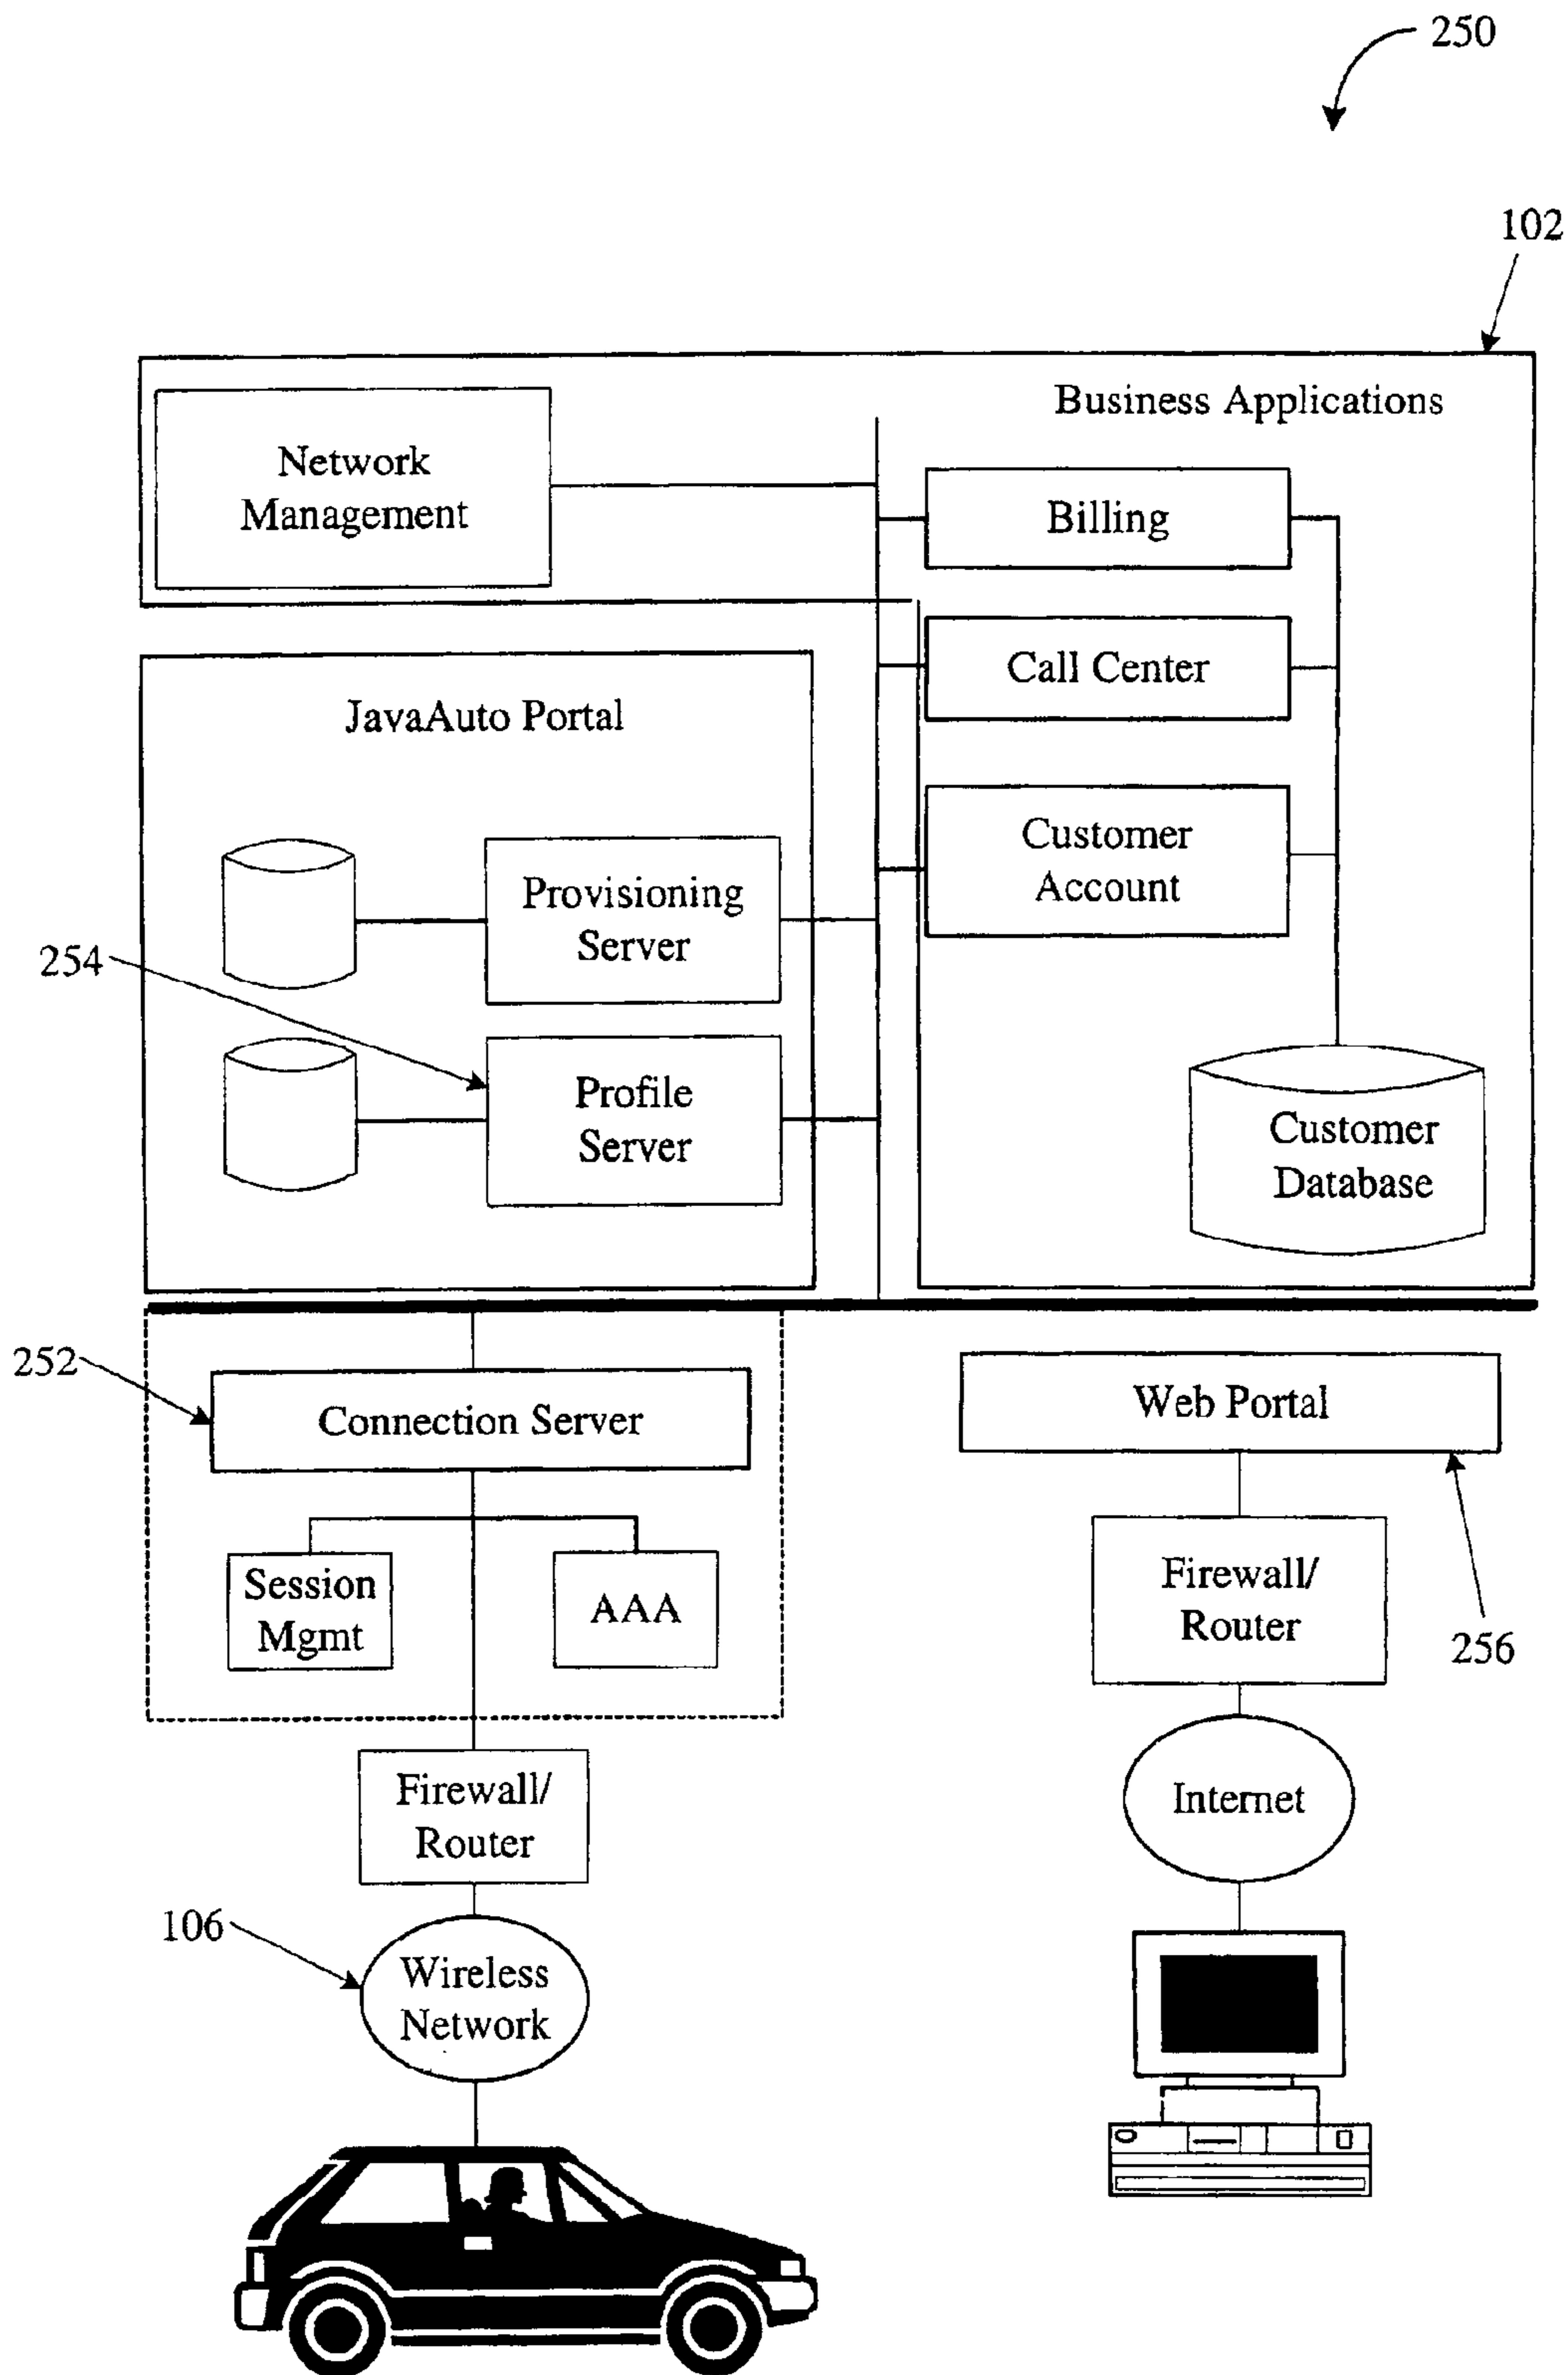 250
102
Business Applications
Network
Management
Billing
Call Center
JavaAuto Portal
Customer
Account
Provisioning
Server
254
Profile
Server
Customer
Database
252
Connection Server
Web Portal
Session
Mgmt
AAA
Firewall/
Router
256
Firewall/
Router
Internet
106
Wireless
Network